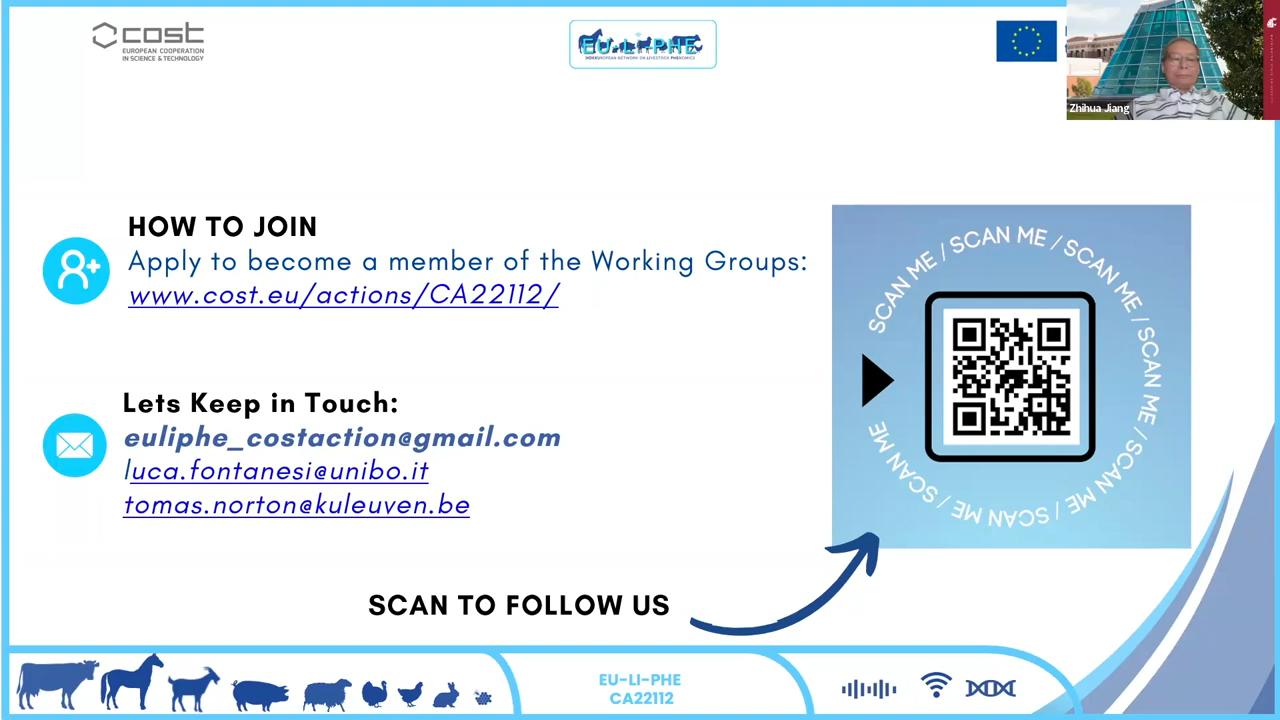 cost
EUROPEAN COOPERATION
IN SCIENCE & TECHNOLOGY
EU-LI-PHE
Zhihua Jiang
HOW TO JOIN
Apply to become a member of the Working Groups:
www.cost.eu/actions/CA22112/
Lets Keep in Touch:
euliphe_costaction@gmail.com
luca.fontanesi@unibo.it
tomas.norton@kuleuven.be
SCAN ME / SCAN ME / SCAN ME / SCAN ME / SCAN ME / SCAN ME / SCAN ME / SCAN ME
SCAN TO FOLLOW US
EU-LI-PHE
CA22112